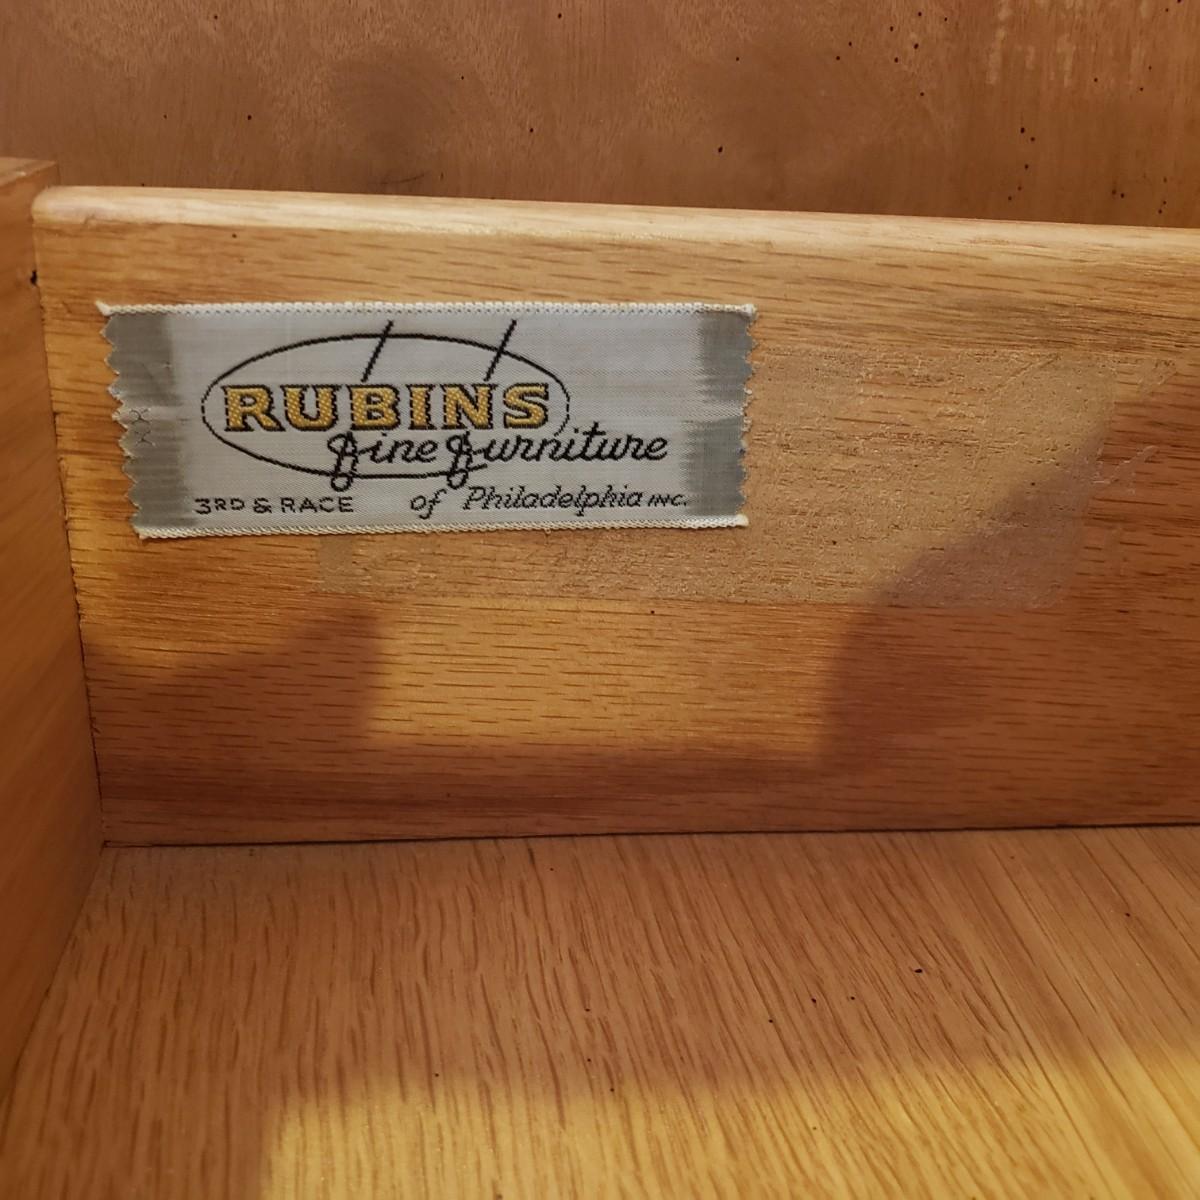 RUBINS
fine furniture
3RD & RACE of Philadelphia INC.